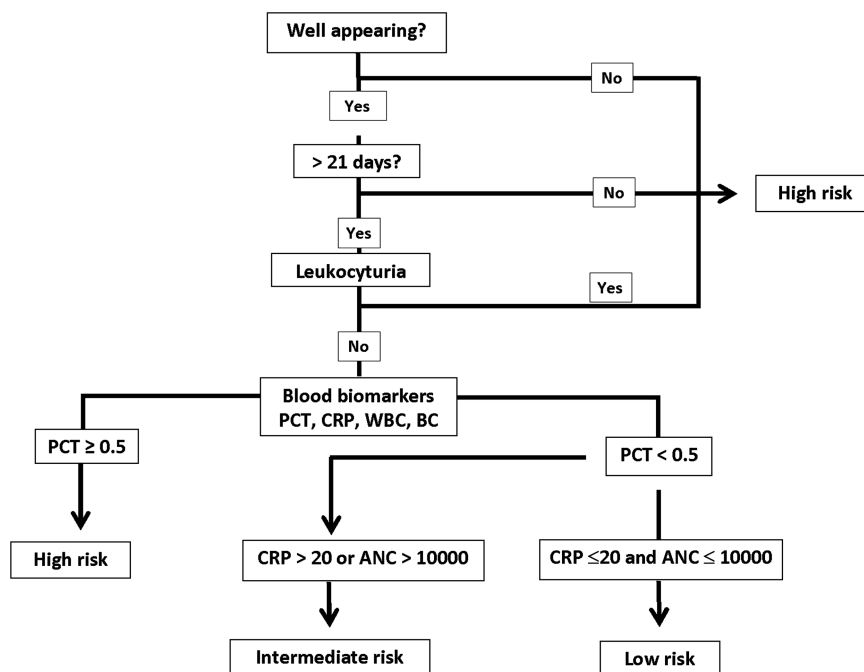 Well appearing?
No
Yes
> 21 days?
No
High risk
Yes
Leukocyturia
Yes
No
Blood biomarkers
PCT, CRP, WBC, BC
PCT ≥ 0.5
PCT < 0.5
High risk
CRP > 20 or ANC > 10000
CRP ≤20 and ANC ≤ 10000
Intermediate risk
Low risk